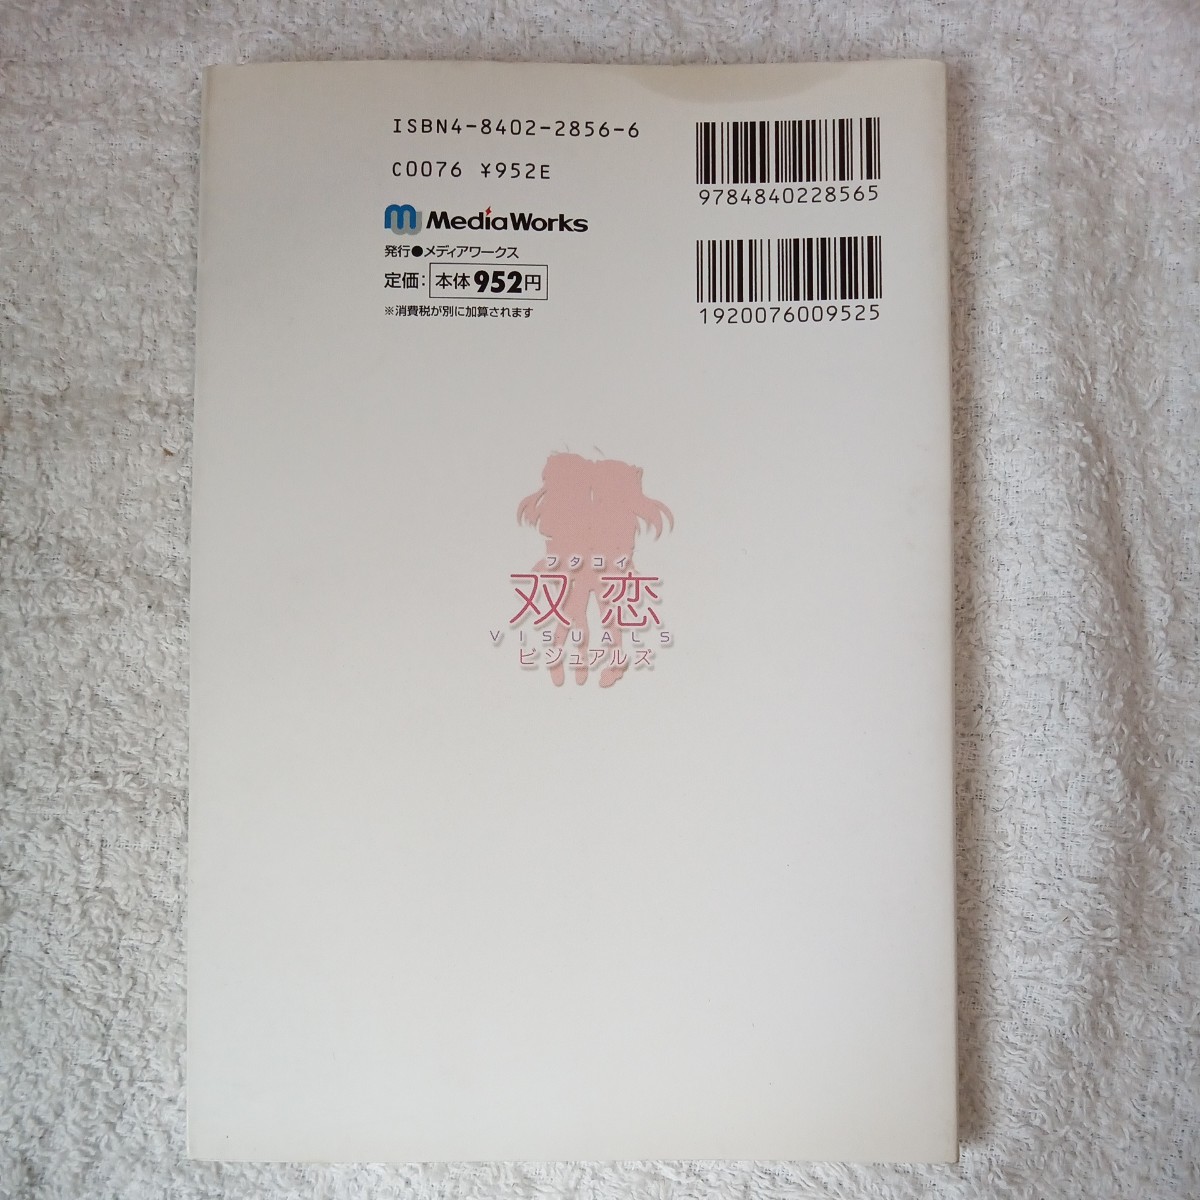 ISBN4-8402-2856-6
C0076 ¥952E
MediaWorks
発行●メディアワークス
定価: 本体952円
※消費税が別に加算されます
9784840228565
1920076009525
フタコイ
双恋
VISUALS
ビジュアルズ